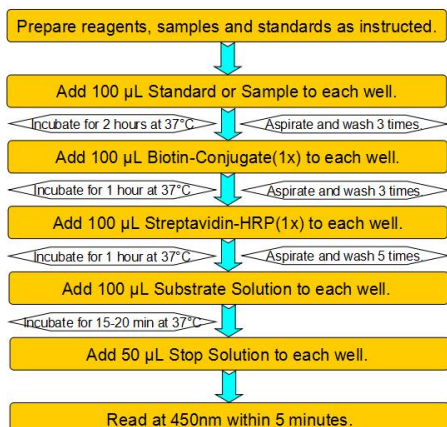 Prepare reagents, samples and standards as instructed.
Add 100 µL Standard or Sample to each well.
Incubate for 2 hours at 37°C
Aspirate and wash 3 times.
Add 100 µL Biotin-Conjugate(1x) to each well.
Incubate for 1 hour at 37°C
Aspirate and wash 3 times.
Add 100 µL Streptavidin-HRP(1x) to each well.
Incubate for 1 hour at 37°C
Aspirate and wash 5 times.
Add 100 µL Substrate Solution to each well.
Incubate for 15-20 min at 37°C
Add 50 µL Stop Solution to each well.
Read at 450nm within 5 minutes.